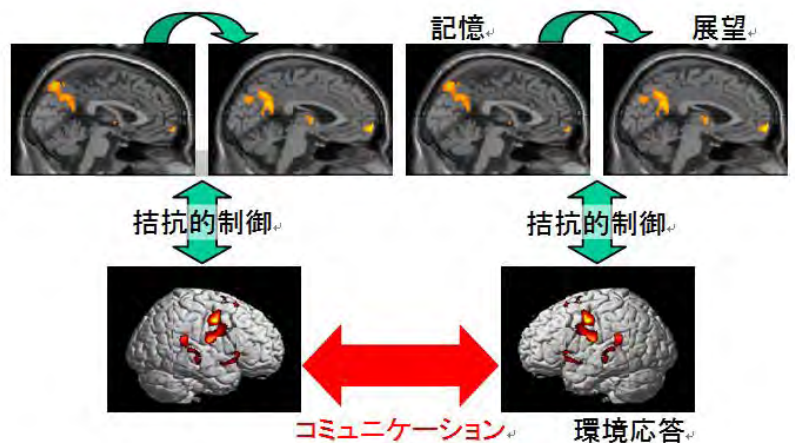 記憶
展望
拮抗的制御
拮抗的制御
コミュニケーション
環境応答